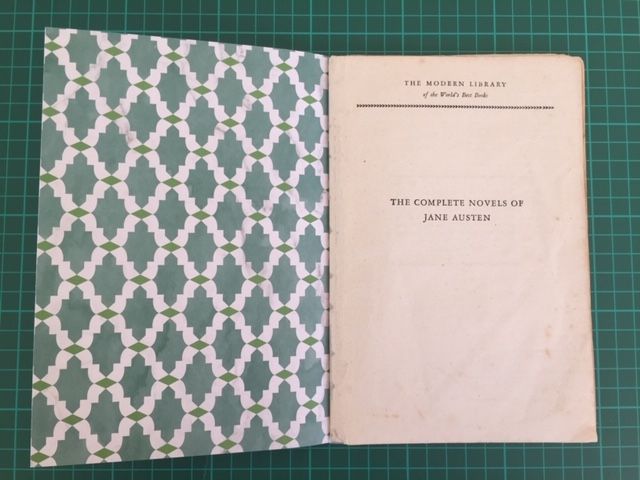 THE MODERN LIBRARY
of the World's Best Books
THE COMPLETE NOVELS OF
JANE AUSTEN